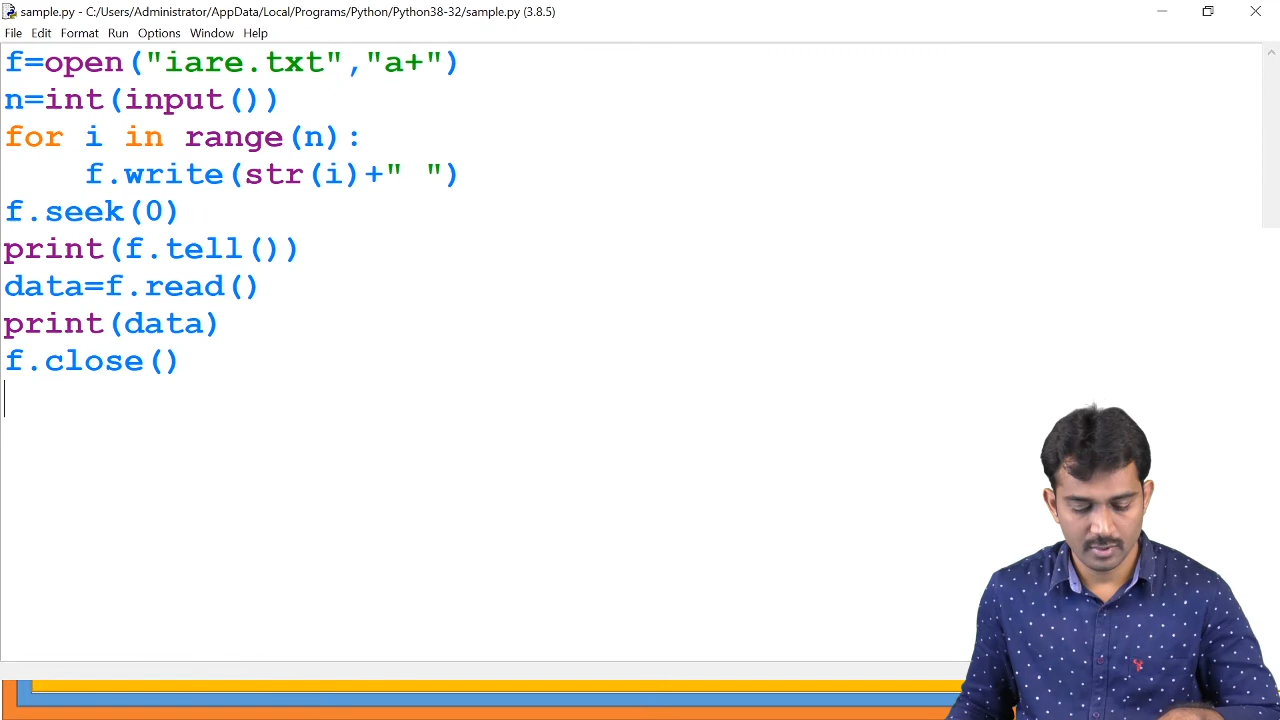 sample.py - C:/Users/Administrator/AppData/Local/Programs/Python/Python38-32/sample.py (3.8.5)
File Edit Format Run Options Window Help
f=open("iare.txt","a+")
n=int(input())
for i in range(n):
    f.write(str(i)+" ")
f.seek(0)
print(f.tell())
data=f.read()
print(data)
f.close()